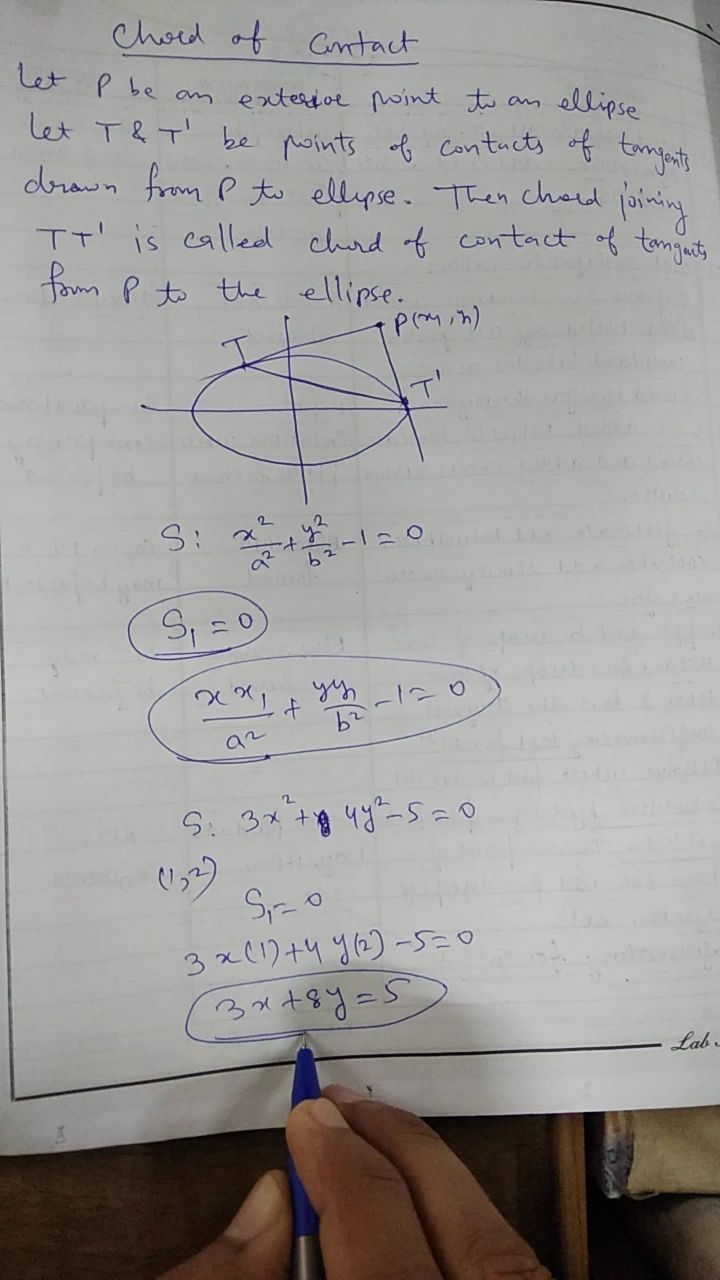 Chord of Contact
Let P be an exterior point to an ellipse
Let T & T' be points of contacts of tangents
drawn from P to ellipse. Then chord joining
TT' is called chord of contact of tangents
from P to the ellipse.
P(x₁, y₁)
T
T'
S: x²/a² + y²/b² - 1 = 0
S₁ = 0
xx₁/a² + yy₁/b² - 1 = 0
S: 3x² + 4y² - 5 = 0
(1,2)
S₁ = 0
3x(1) + 4y(2) - 5 = 0
3x + 8y = 5
Lab